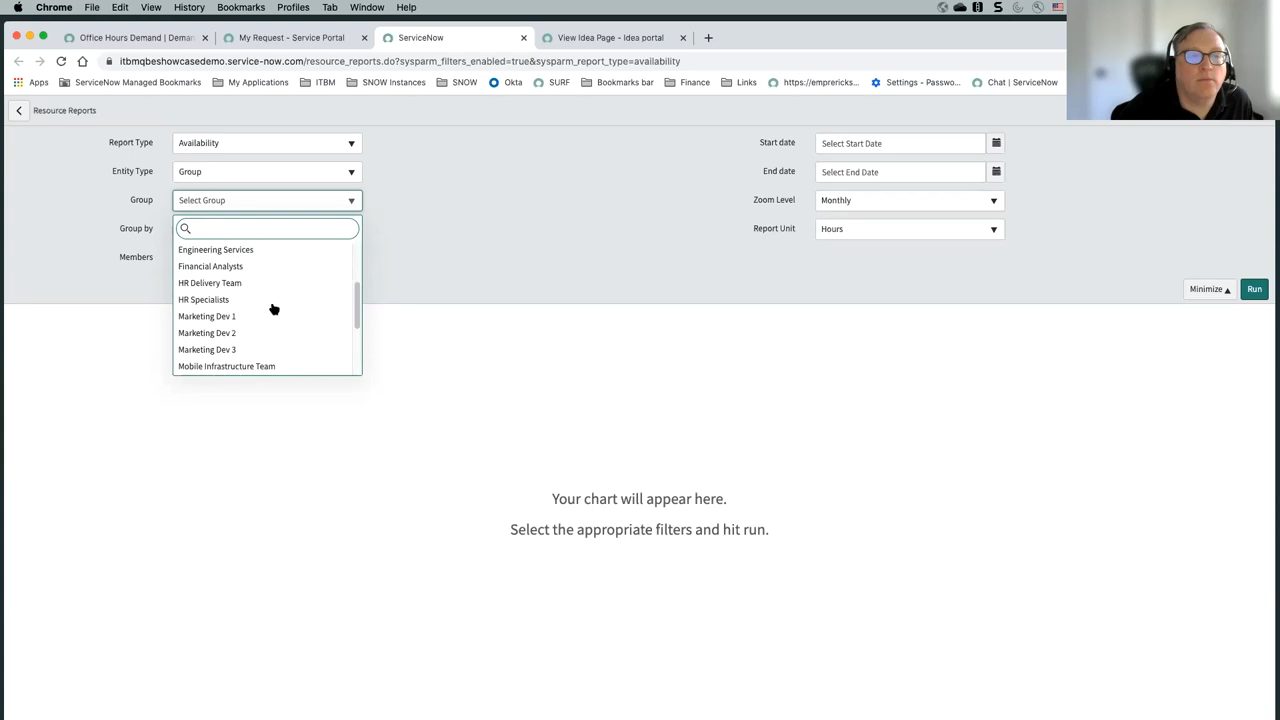 Chrome File Edit View History Bookmarks Profiles Tab Window Help
Office Hours Demand | Deman
My Request - Service Portal
ServiceNow
View Idea Page - Idea portal
itbmqbeshowcasedemo.service-now.com/resource_reports.do?sysparm_filters_enabled=true&sysparm_report_type=availability
Apps ServiceNow Managed Bookmarks My Applications ITBM SNOW Instances SNOW Okta SURF Bookmarks bar Finance Links https://emprericks... Settings - Passwo... Chat | ServiceNow
Resource Reports
Report Type Availability
Entity Type Group
Group Select Group
Group by
Members
Engineering Services
Financial Analysts
HR Delivery Team
HR Specialists
Marketing Dev 1
Marketing Dev 2
Marketing Dev 3
Mobile Infrastructure Team
Start date Select Start Date
End date Select End Date
Zoom Level Monthly
Report Unit Hours
Minimize Run
Your chart will appear here.
Select the appropriate filters and hit run.